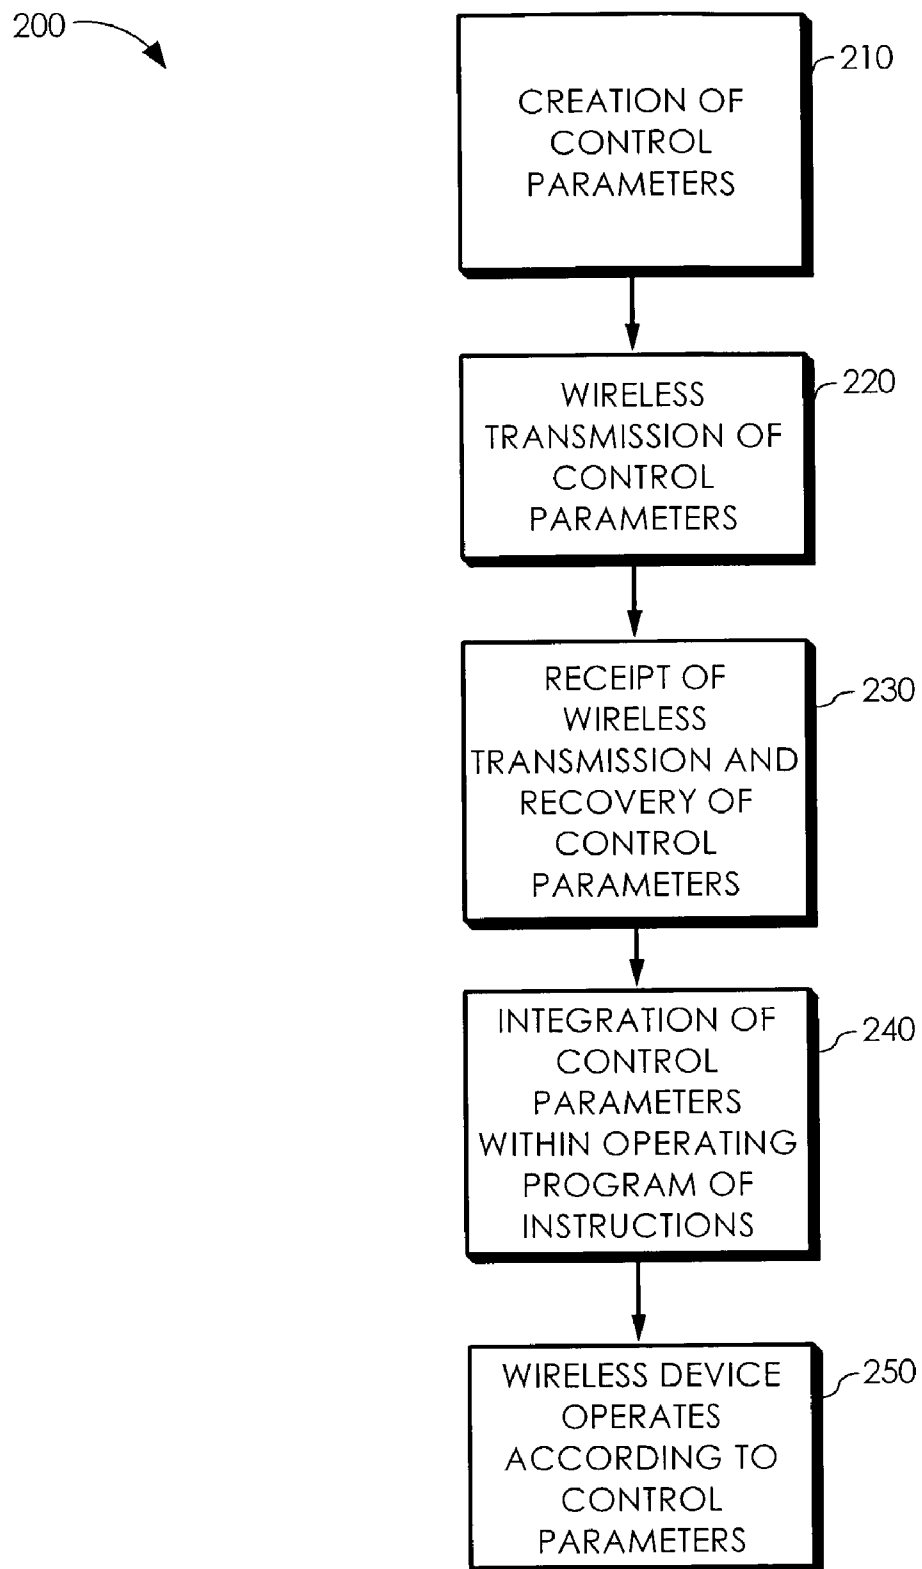 200
210
CREATION OF
CONTROL
PARAMETERS
220
WIRELESS
TRANSMISSION OF
CONTROL
PARAMETERS
230
RECEIPT OF
WIRELESS
TRANSMISSION AND
RECOVERY OF
CONTROL
PARAMETERS
240
INTEGRATION OF
CONTROL
PARAMETERS
WITHIN OPERATING
PROGRAM OF
INSTRUCTIONS
250
WIRELESS DEVICE
OPERATES
ACCORDING TO
CONTROL
PARAMETERS